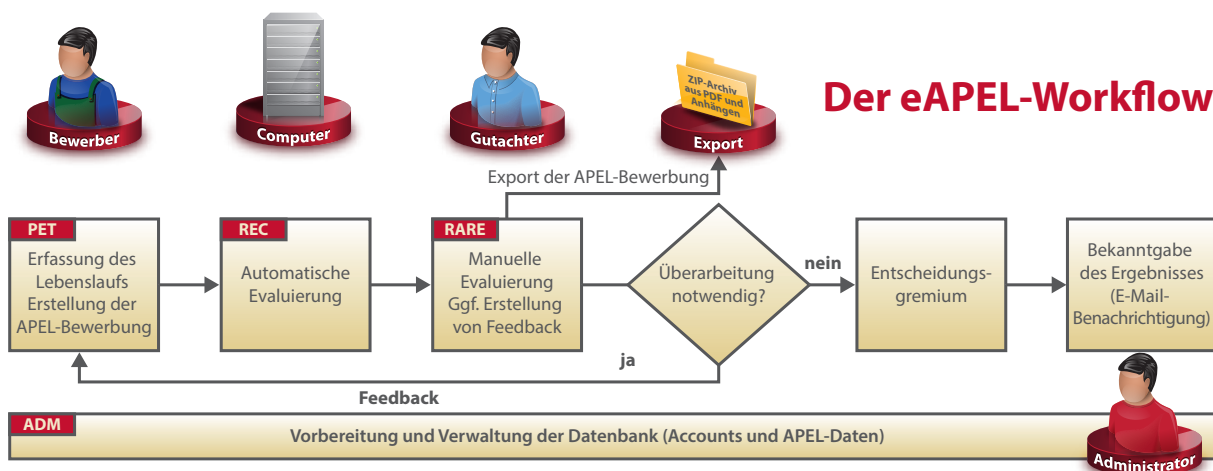 Bewerber
Computer
Gutachter
ZIP-Archiv
aus PDF und
Anhängen
Export
Der eAPEL-Workflow
Export der APEL-Bewerbung
PET
Erfassung des
Lebenslaufs
Erstellung der
APEL-Bewerbung
REC
Automatische
Evaluierung
RARE
Manuelle
Evaluierung
Ggf. Erstellung
von Feedback
Überarbeitung
notwendig?
nein
Entscheidungs-
gremium
Bekanntgabe
des Ergebnisses
(E-Mail-
Benachrichtigung)
ja
Feedback
ADM
Vorbereitung und Verwaltung der Datenbank (Accounts und APEL-Daten)
Administrator